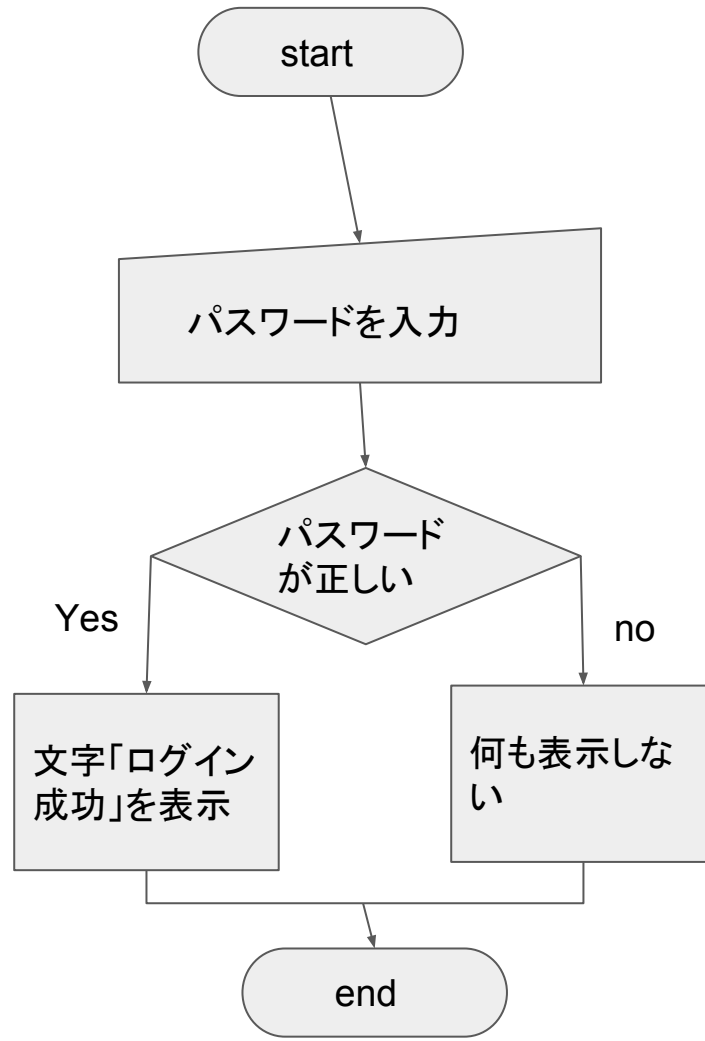 start
パスワードを入力
パスワード
が正しい
Yes
no
文字「ログイン
成功」を表示
何も表示しな
い
end